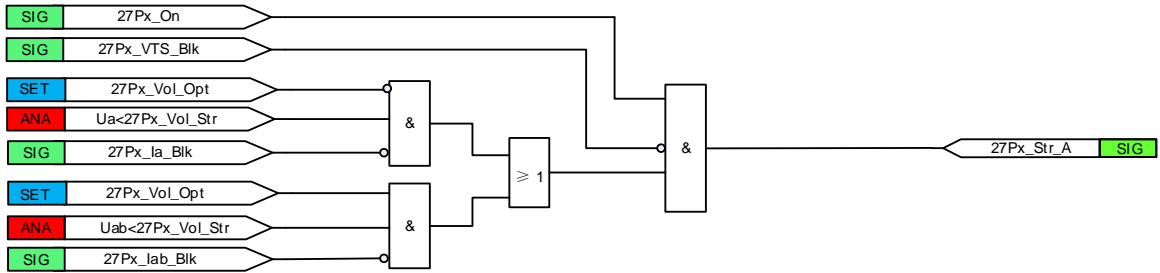 SIG 27Px_On
SIG 27Px_VTS_Blk
SET 27Px_Vol_Opt
ANA Ua<27Px_Vol_Str
&
SIG 27Px_Ia_Blk
& 27Px_Str_A SIG
≥ 1
SET 27Px_Vol_Opt
ANA Uab<27Px_Vol_Str
&
SIG 27Px_Iab_Blk